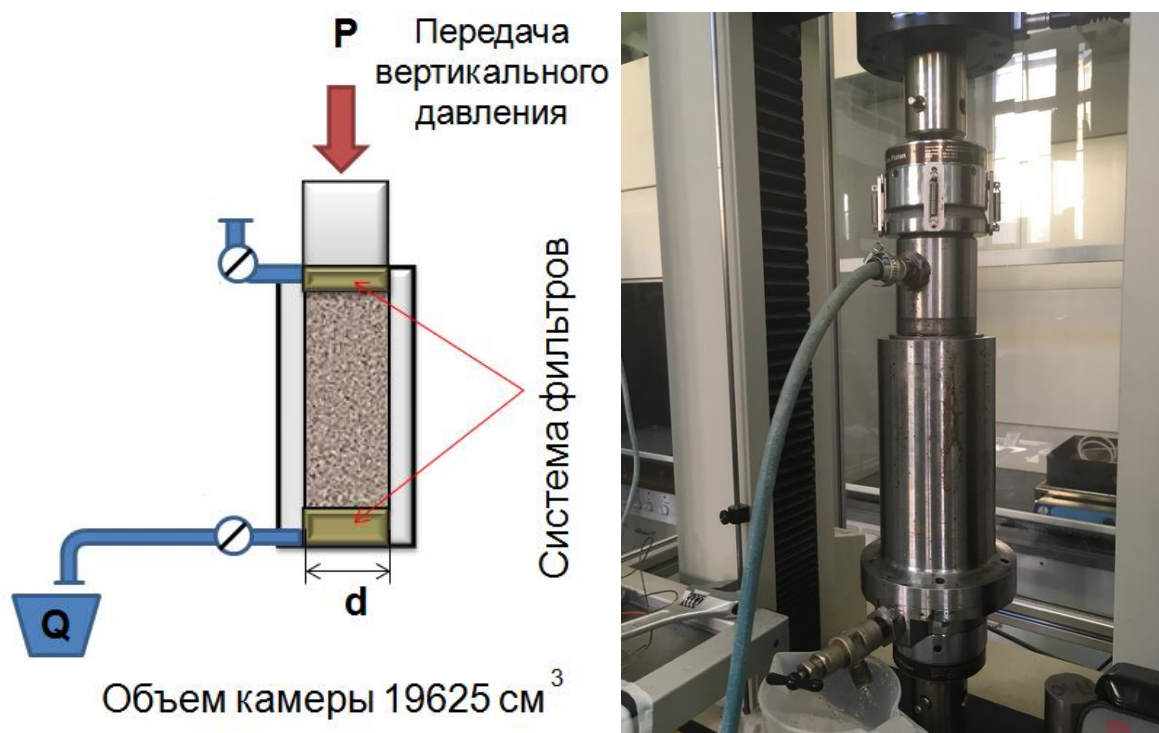 P
Передача
вертикального
давления
Система фильтров
d
Q
Объем камеры 19625 см³